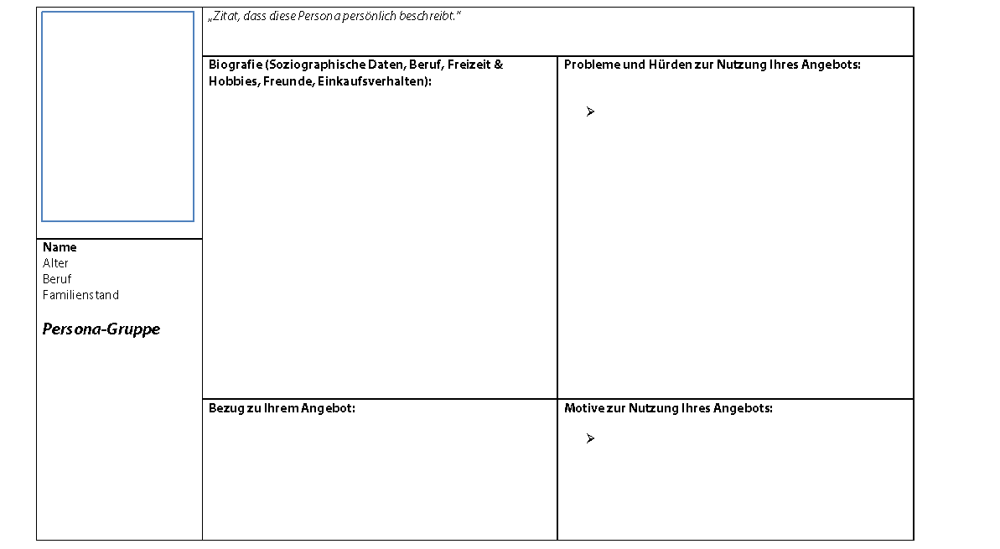 „Zitat, dass diese Persona persönlich beschreibt."
Biografie (Soziographische Daten, Beruf, Freizeit &
Hobbies, Freunde, Einkaufsverhalten):
Probleme und Hürden zur Nutzung Ihres Angebots:
Name
Alter
Beruf
Familienstand
Persona-Gruppe
Bezug zu Ihrem Angebot:
Motive zur Nutzung Ihres Angebots: